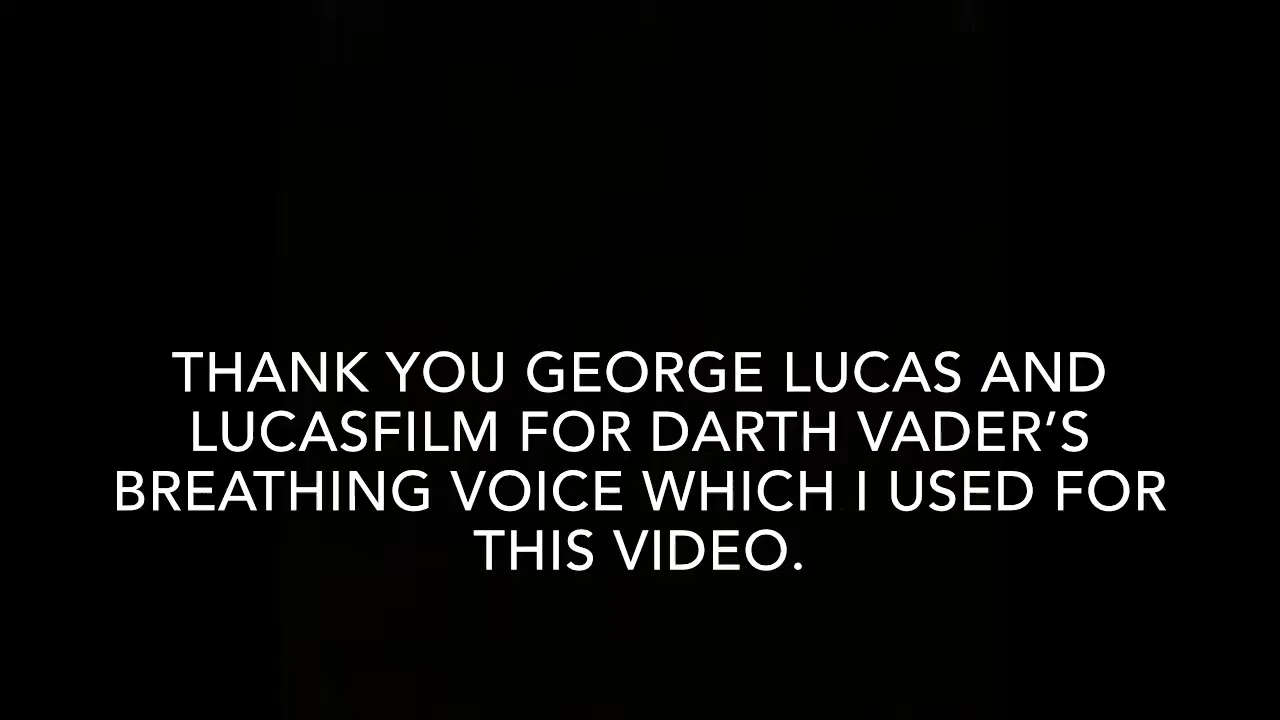 THANK YOU GEORGE LUCAS AND
LUCASFILM FOR DARTH VADER’S
BREATHING VOICE WHICH I USED FOR
THIS VIDEO.